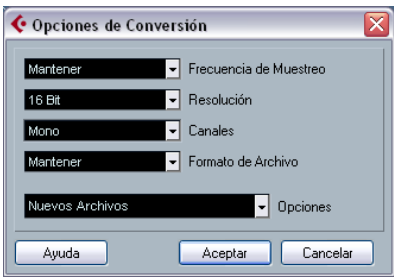 Opciones de Conversión
Mantener Frecuencia de Muestreo
16 Bit Resolución
Mono Canales
Mantener Formato de Archivo
Nuevos Archivos Opciones
Ayuda Aceptar Cancelar